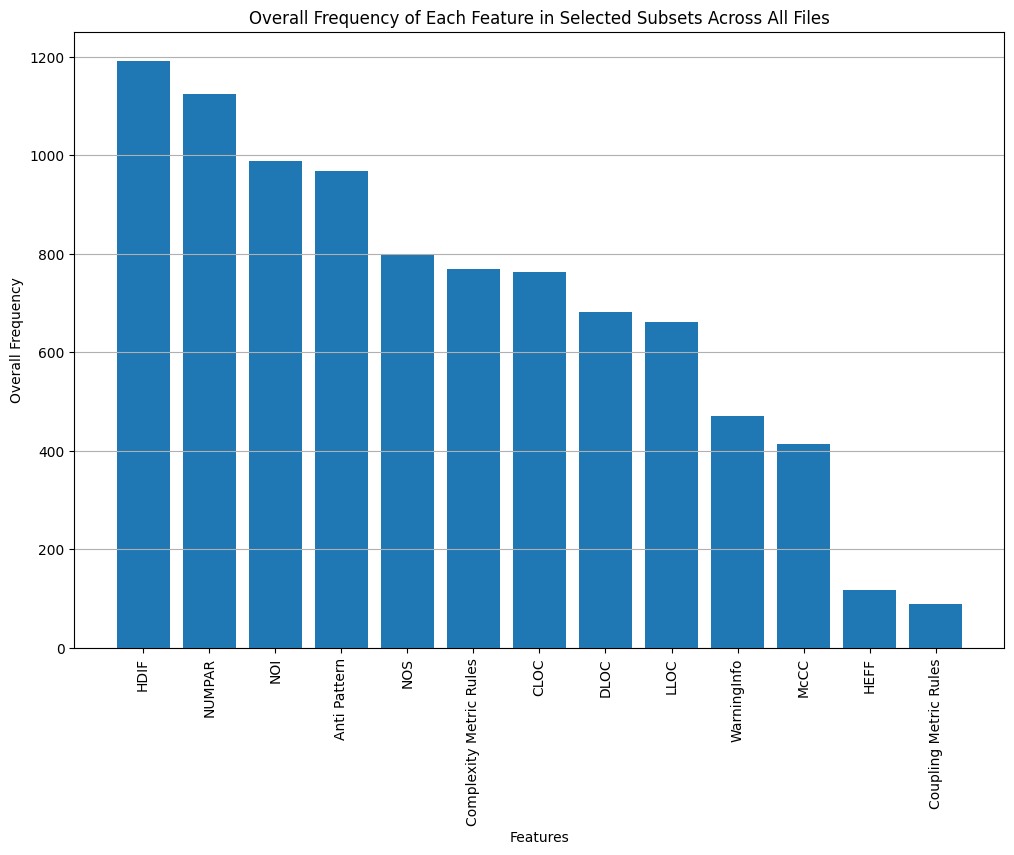 Overall Frequency of Each Feature in Selected Subsets Across All Files
Overall Frequency
1200
1000
800
600
400
200
0
HDIF
NUMPAR
NOI
Anti Pattern
NOS
Complexity Metric Rules
CLOC
DLOC
LLOC
WarningInfo
McCC
HEFF
Coupling Metric Rules
Features